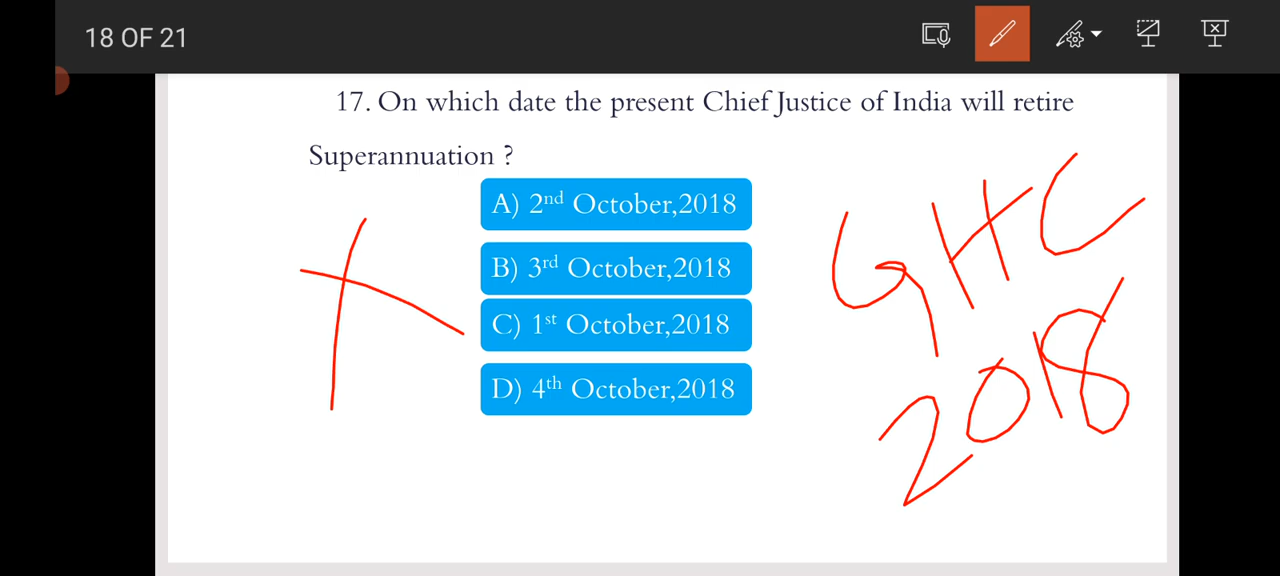 18 OF 21
17. On which date the present Chief Justice of India will retire
Superannuation ?
A) 2nd October,2018
B) 3rd October,2018
C) 1st October,2018
D) 4th October,2018
GHC
2018